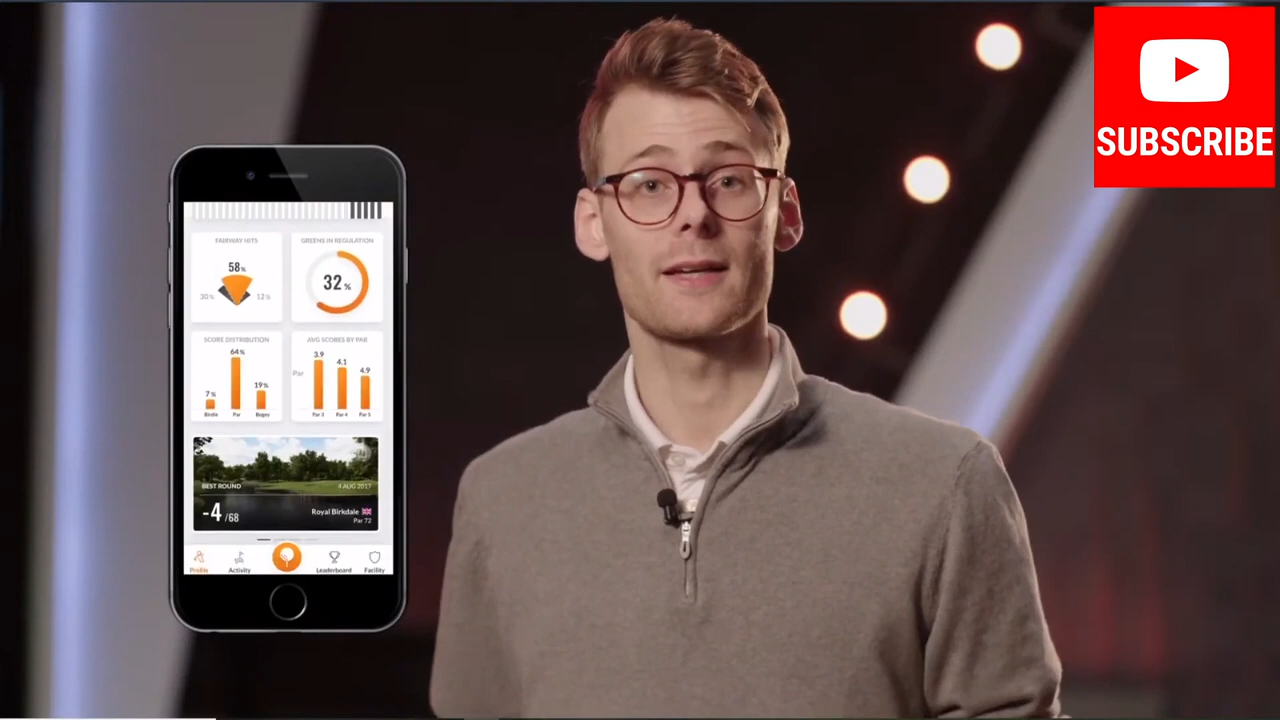 SUBSCRIBE
FAIRWAY HITS
58%
30%
12%
GREENS IN REGULATION
32%
SCORE DISTRIBUTION
64%
19%
7%
Birdie Par Bogey
AVG SCORES BY PAR
3.9
4.1
4.9
Par
Par 3 Par 4 Par 5
BEST ROUND
4 AUG 2017
-4 /68
Royal Birkdale
Par 72
Profile Activity Leaderboard Facility